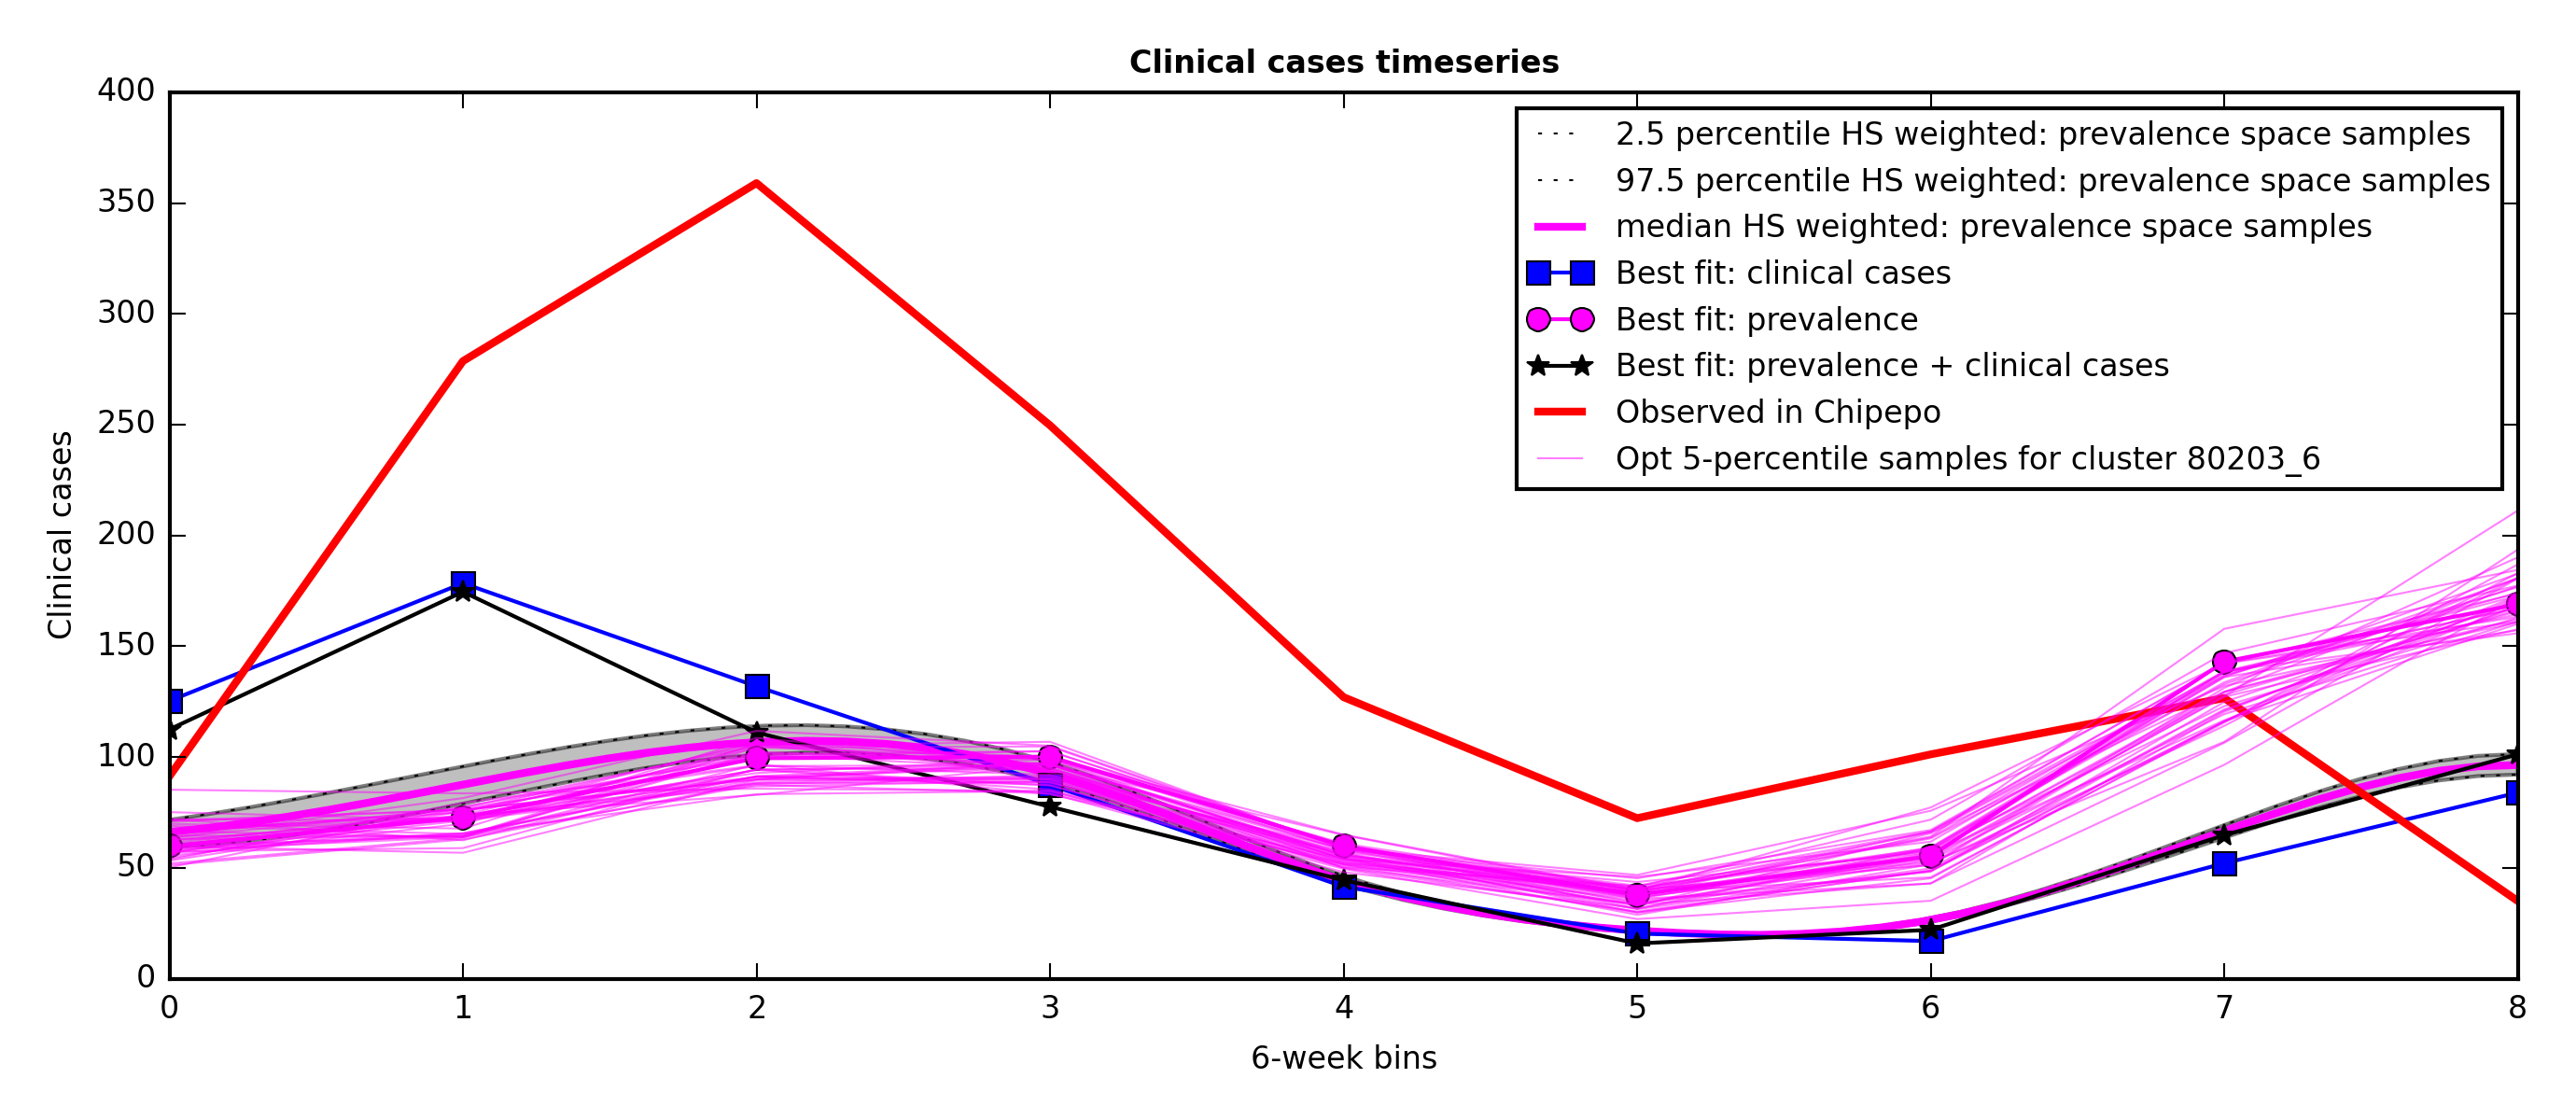 Clinical cases timeseries
400
350
300
250
200
150
100
50
0
Clinical cases
2.5 percentile HS weighted: prevalence space samples
97.5 percentile HS weighted: prevalence space samples
median HS weighted: prevalence space samples
Best fit: clinical cases
Best fit: prevalence
Best fit: prevalence + clinical cases
Observed in Chipepo
Opt 5-percentile samples for cluster 80203_6
0 1 2 3 4 5 6 7 8
6-week bins